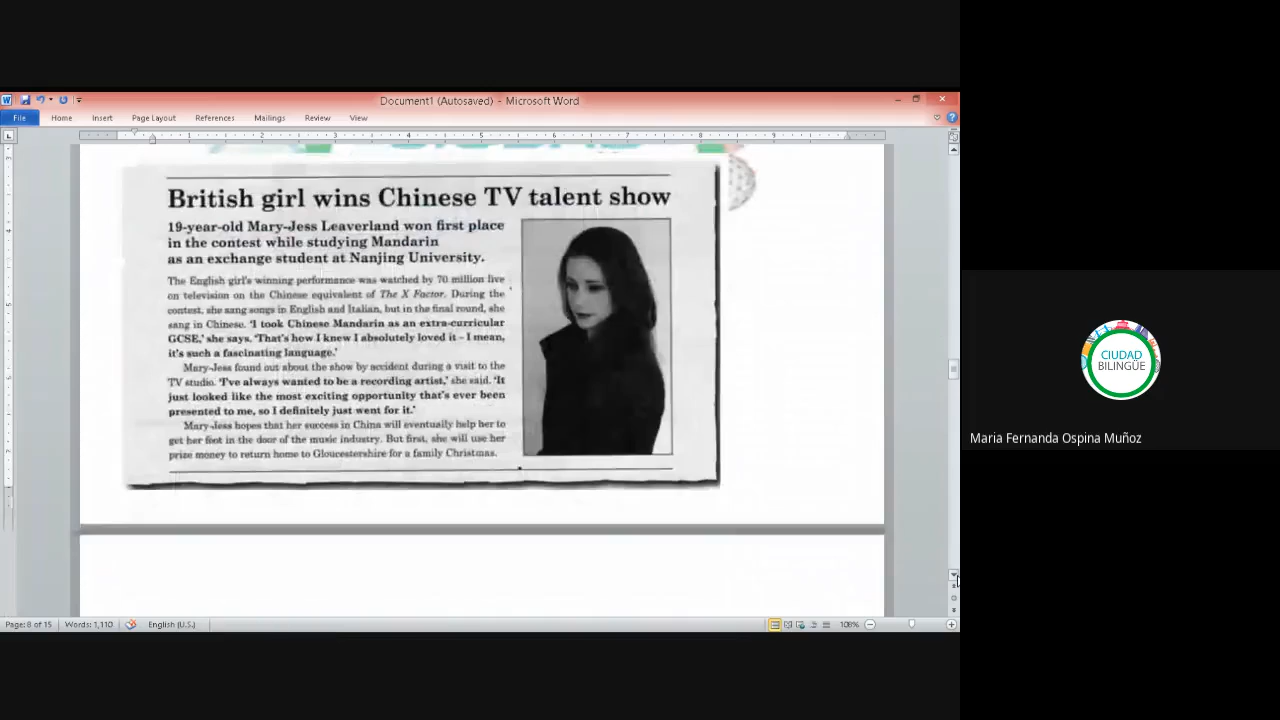 Document1 (Autosaved) - Microsoft Word
File Home Insert Page Layout References Mailings Review View
British girl wins Chinese TV talent show
19-year-old Mary-Jess Leaverland won first place
in the contest while studying Mandarin
as an exchange student at Nanjing University.
The English girl's winning performance was watched by 70 million live
on television on the Chinese equivalent of The X Factor. During the
contest, she sang songs in English and Italian, but in the final round, she
sang in Chinese. 'I took Chinese Mandarin as an extra-curricular
GCSE,' she says. 'That's how I knew I absolutely loved it – I mean,
it's such a fascinating language.'
Mary-Jess found out about the show by accident during a visit to the
TV studio. 'I've always wanted to be a recording artist,' she said. 'It
just looked like the most exciting opportunity that's ever been
presented to me, so I definitely just went for it.'
Mary-Jess hopes that her success in China will eventually help her to
get her foot in the door of the music industry. But first, she will use her
prize money to return home to Gloucestershire for a family Christmas.
Page: 8 of 15 Words: 1,110 English (U.S.) 108%
CIUDAD
BILINGÜE
Maria Fernanda Ospina Muñoz